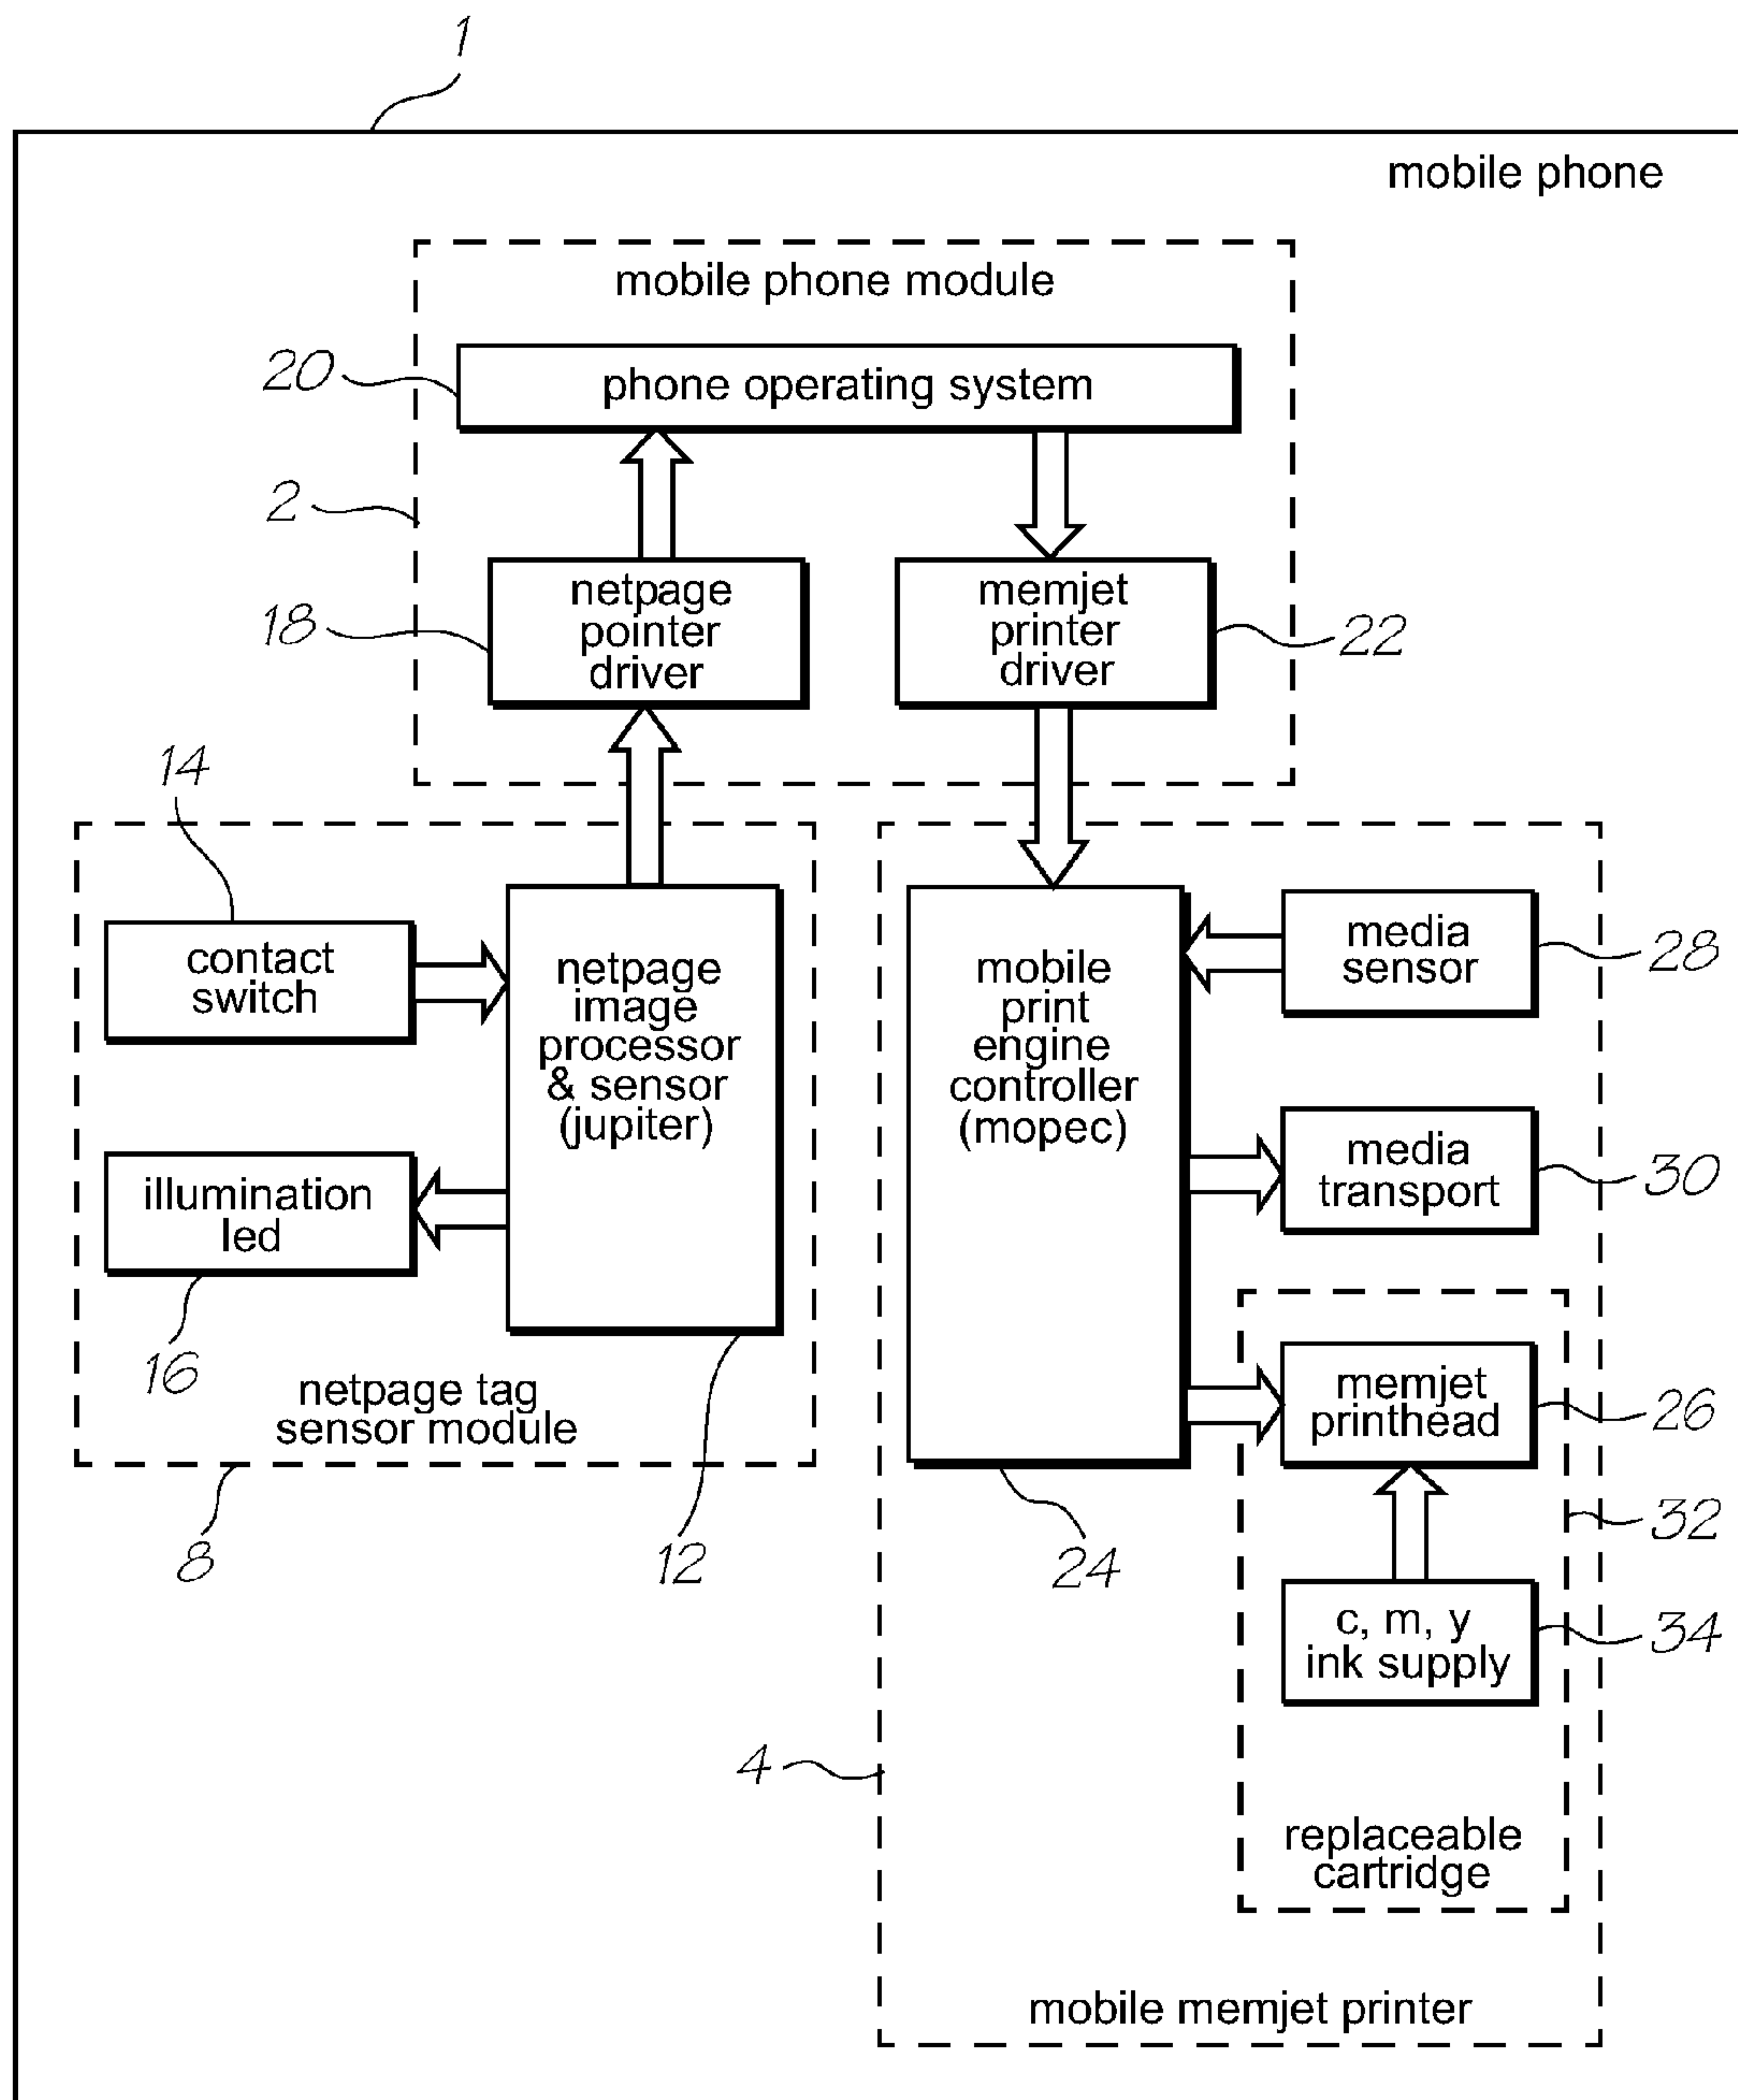 1
mobile phone
mobile phone module
20
phone operating system
2
18
netpage
pointer
driver
memjet
printer
driver
22
14
contact
switch
netpage
image
processor
& sensor
(jupiter)
illumination
led
16
netpage tag
sensor module
8
12
mobile
print
engine
controller
(mopec)
media
sensor
28
media
transport
30
memjet
printhead
26
32
24
c, m, y
ink supply
34
4
replaceable
cartridge
mobile memjet printer